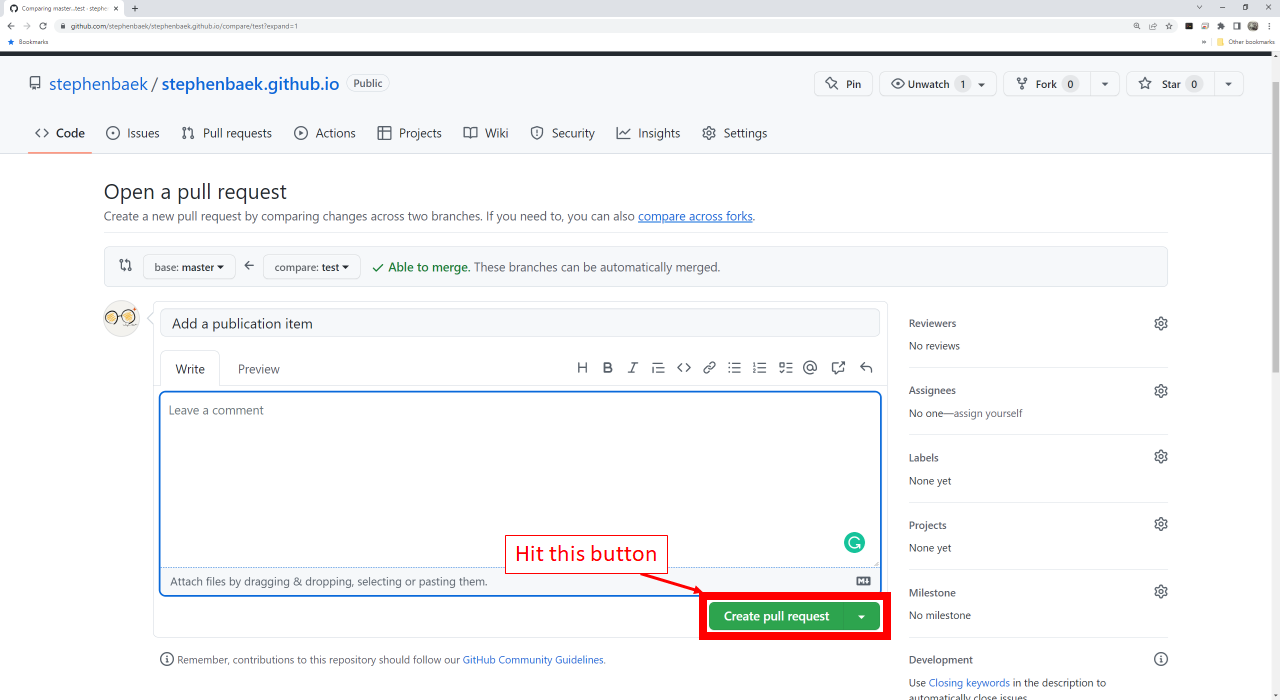 Comparing master...test · stephe
github.com/stephenbaek/stephenbaek.github.io/compare/test?expand=1
Bookmarks
» Other bookmarks
stephenbaek / stephenbaek.github.io Public
Pin
Unwatch 1
Fork 0
Star 0
Code
Issues
Pull requests
Actions
Projects
Wiki
Security
Insights
Settings
Open a pull request
Create a new pull request by comparing changes across two branches. If you need to, you can also compare across forks.
base: master
compare: test
Able to merge. These branches can be automatically merged.
Add a publication item
Write
Preview
Leave a comment
Hit this button
Attach files by dragging & dropping, selecting or pasting them.
Create pull request
Remember, contributions to this repository should follow our GitHub Community Guidelines.
Reviewers
No reviews
Assignees
No one—assign yourself
Labels
None yet
Projects
None yet
Milestone
No milestone
Development
Use Closing keywords in the description to
automatically close issues